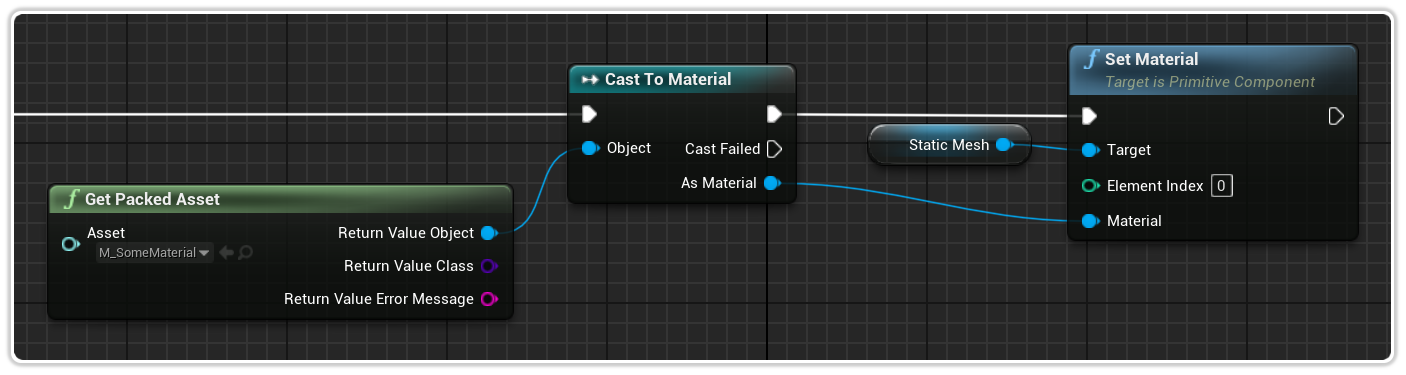 Cast To Material
Object
Cast Failed
As Material
Get Packed Asset
Asset
M_SomeMaterial
Return Value Object
Return Value Class
Return Value Error Message
Static Mesh
Set Material
Target is Primitive Component
Target
Element Index 0
Material